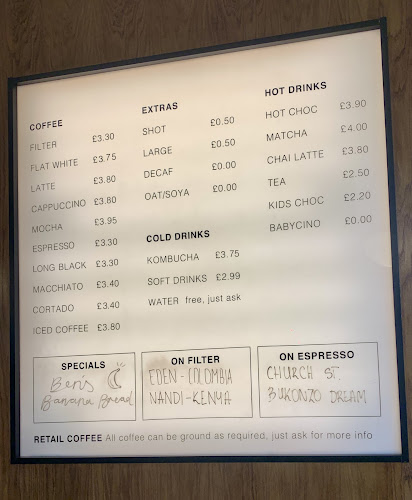 COFFEE
FILTER £3.30
FLAT WHITE £3.75
LATTE £3.80
CAPPUCCINO £3.80
MOCHA £3.95
ESPRESSO £3.30
LONG BLACK £3.30
MACCHIATO £3.40
CORTADO £3.40
ICED COFFEE £3.80
EXTRAS
SHOT £0.50
LARGE £0.50
DECAF £0.00
OAT/SOYA £0.00
COLD DRINKS
KOMBUCHA £3.75
SOFT DRINKS £2.99
WATER free, just ask
HOT DRINKS
HOT CHOC £3.90
MATCHA £4.00
CHAI LATTE £3.80
TEA £2.50
KIDS CHOC £2.20
BABYCINO £0.00
SPECIALS
Ben's
Banana Bread
ON FILTER
EDEN - COLOMBIA
NANDI - KENYA
ON ESPRESSO
CHURCH ST.
BUKONZO DREAM
RETAIL COFFEE All coffee can be ground as required, just ask for more info